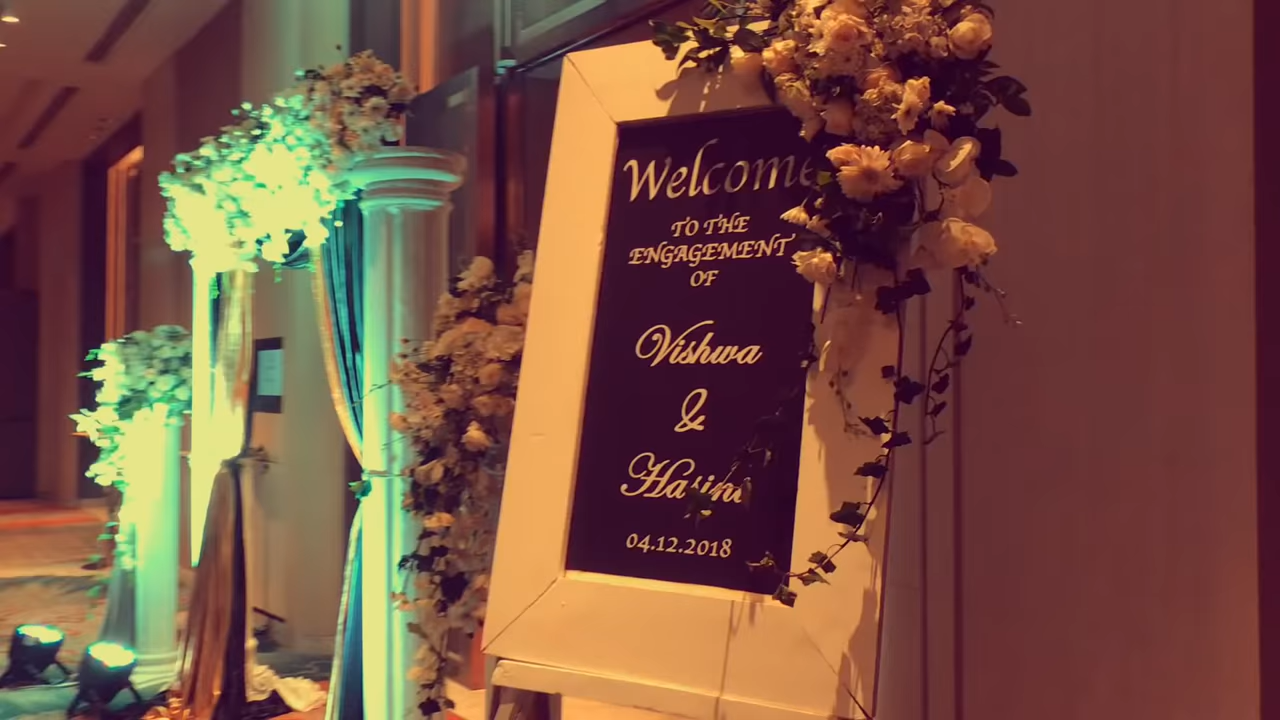 Welcome
TO THE
ENGAGEMENT
OF
Vishwa
&
04.12.2018